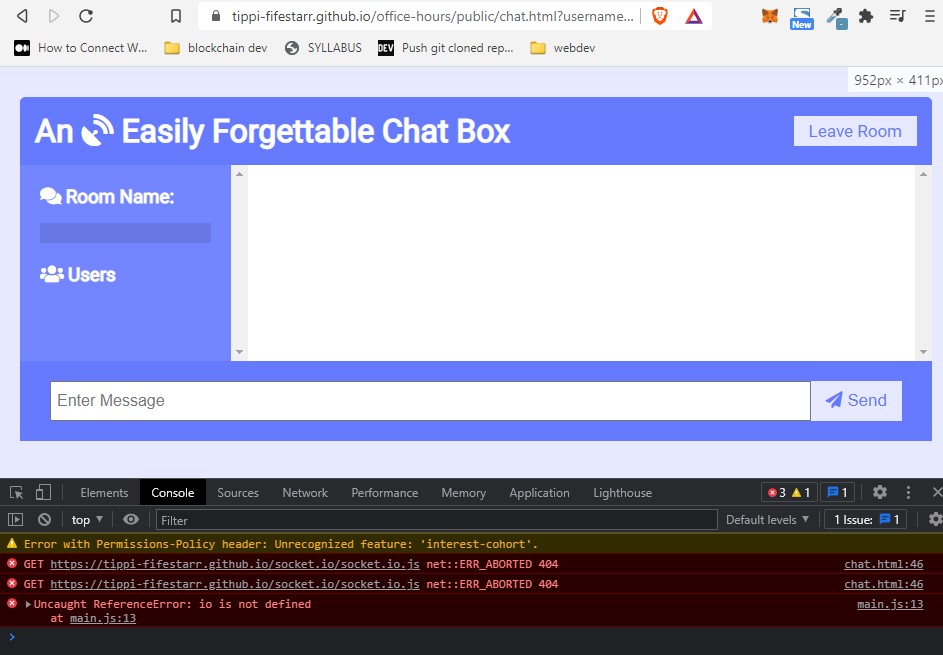 tippi-fifestarr.github.io/office-hours/public/chat.html?username...
New
-
How to Connect W... blockchain dev SYLLABUS DEV Push git cloned rep... webdev
952px × 411px
An Easily Forgettable Chat Box
Leave Room
Room Name:
Users
Enter Message
Send
Elements Console Sources Network Performance Memory Application Lighthouse 3 1 1
top Filter Default levels ▼ 1 Issue: 1
Error with Permissions-Policy header: Unrecognized feature: 'interest-cohort'.
GET https://tippi-fifestarr.github.io/socket.io/socket.io.js net::ERR_ABORTED 404 chat.html:46
GET https://tippi-fifestarr.github.io/socket.io/socket.io.js net::ERR_ABORTED 404 chat.html:46
Uncaught ReferenceError: io is not defined main.js:13
at main.js:13